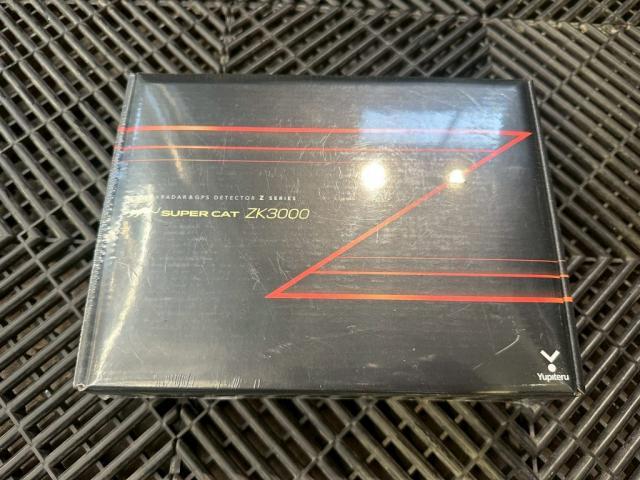 RADAR & GPS DETECTOR Z SERIES
SUPER CAT ZK3000
Yupiteru